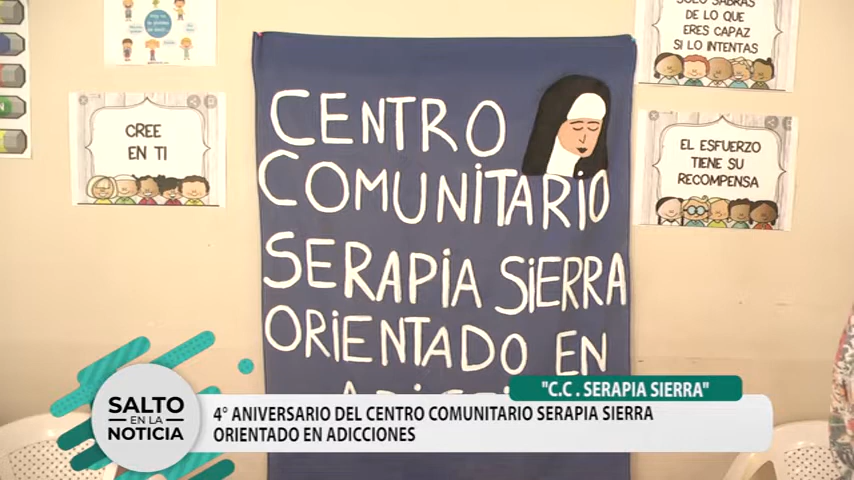 SOLO SABRÁS
DE LO QUE
ERES CAPAZ
SI LO INTENTAS
CREE
EN TI
CENTRO
COMUNITARIO
SERAPIA SIERRA
ORIENTADO EN
EL ESFUERZO
TIENE SU
RECOMPENSA
"C.C . SERAPIA SIERRA"
SALTO
EN LA
NOTICIA
4° ANIVERSARIO DEL CENTRO COMUNITARIO SERAPIA SIERRA
ORIENTADO EN ADICCIONES